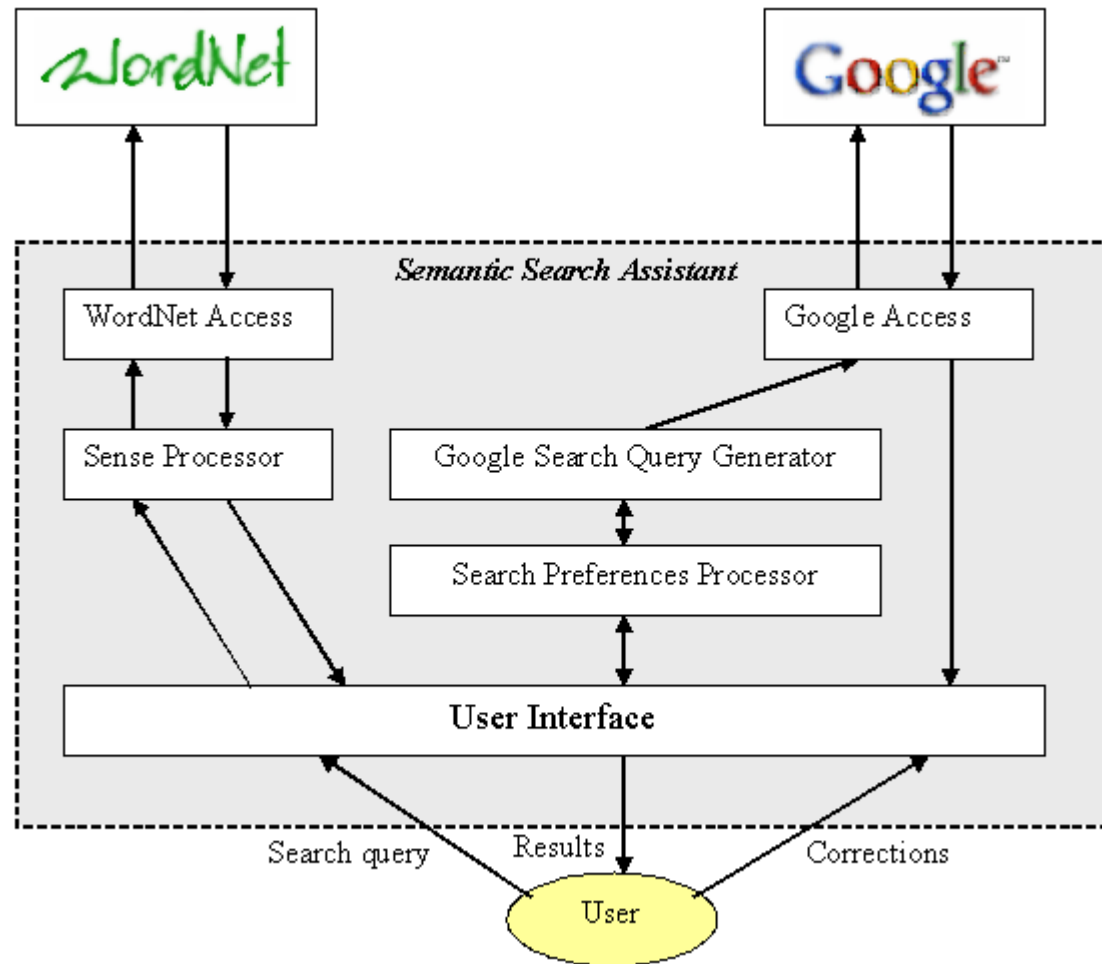 WordNet
Google™
Semantic Search Assistant
WordNet Access
Google Access
Sense Processor
Google Search Query Generator
Search Preferences Processor
User Interface
Search query
Results
Corrections
User